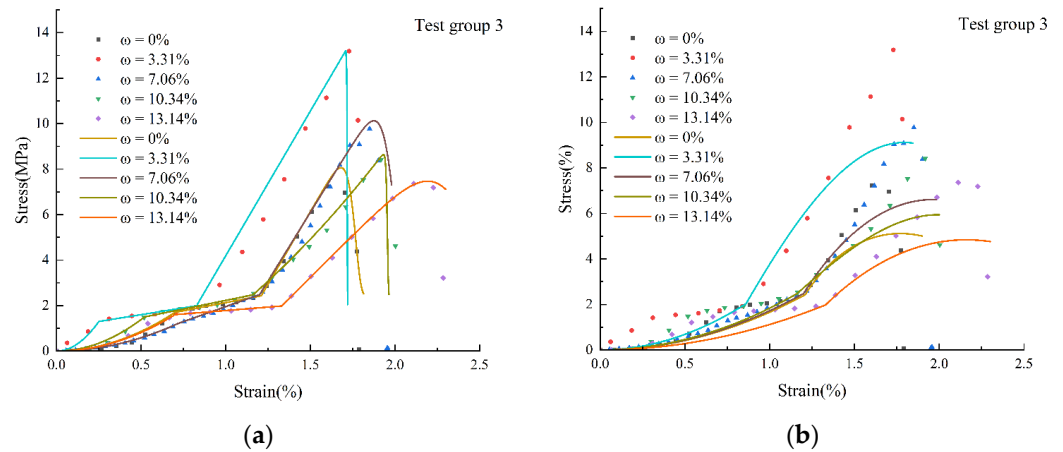 Test group 3
ω = 0%
ω = 3.31%
ω = 7.06%
ω = 10.34%
ω = 13.14%
ω = 0%
ω = 3.31%
ω = 7.06%
ω = 10.34%
ω = 13.14%
Stress(MPa)
14
12
10
8
6
4
2
0
0.0 0.5 1.0 1.5 2.0 2.5
Strain(%)
(a)
Test group 3
ω = 0%
ω = 3.31%
ω = 7.06%
ω = 10.34%
ω = 13.14%
ω = 0%
ω = 3.31%
ω = 7.06%
ω = 10.34%
ω = 13.14%
Stress(%)
14
12
10
8
6
4
2
0
0.0 0.5 1.0 1.5 2.0 2.5
Strain(%)
(b)